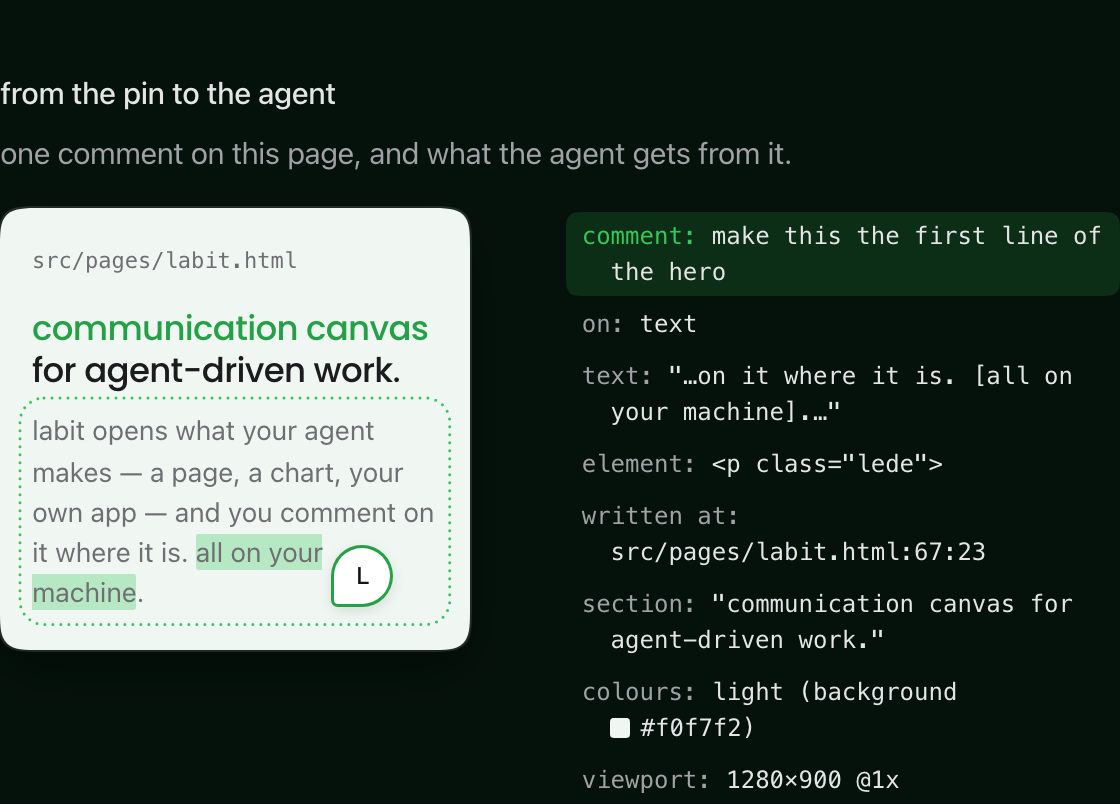 from the pin to the agent
one comment on this page, and what the agent gets from it.
src/pages/labit.html
communication canvas
for agent-driven work.
labit opens what your agent
makes — a page, a chart, your
own app — and you comment on
it where it is. all on your
machine.
L
comment: make this the first line of
the hero
on: text
text: "…on it where it is. [all on
your machine].…"
element: <p class="lede">
written at:
src/pages/labit.html:67:23
section: "communication canvas for
agent-driven work."
colours: light (background
#f0f7f2)
viewport: 1280×900 @1x